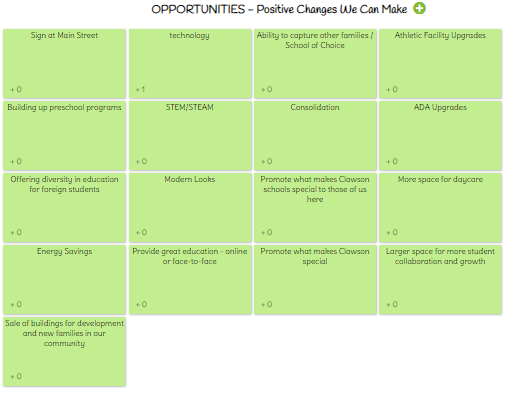 OPPORTUNITIES - Positive Changes We Can Make
Sign at Main Street
+ 0
technology
+ 1
Ability to capture other families /
School of Choice
+ 0
Athletic Facility Upgrades
+ 0
Building up preschool programs
+ 0
STEM/STEAM
+ 0
Consolidation
+ 0
ADA Upgrades
+ 0
Offering diversity in education
for foreign students
+ 0
Modern Looks
+ 0
Promote what makes Clawson
schools special to those of us
here
+ 0
More space for daycare
+ 0
Energy Savings
+ 0
Provide great education - online
or face-to-face
+ 0
Promote what makes Clawson
special
+ 0
Larger space for more student
collaboration and growth
+ 0
Sale of buildings for development
and new families in our
community
+ 0